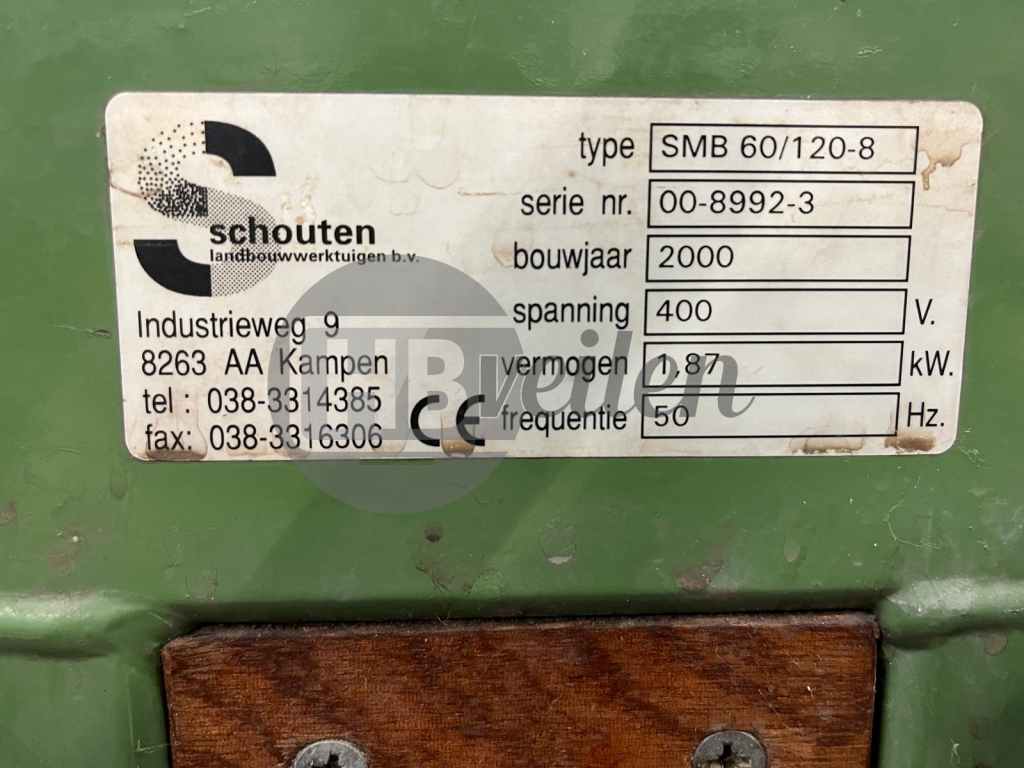 schouten
landbouwwerktuigen b.v.
Industrieweg 9
8263 AA Kampen
tel : 038-3314385
fax: 038-3316306
CE
type SMB 60/120-8
serie nr. 00-8992-3
bouwjaar 2000
spanning 400 V.
vermogen 1,87 kW.
frequentie 50 Hz.
HBveilen